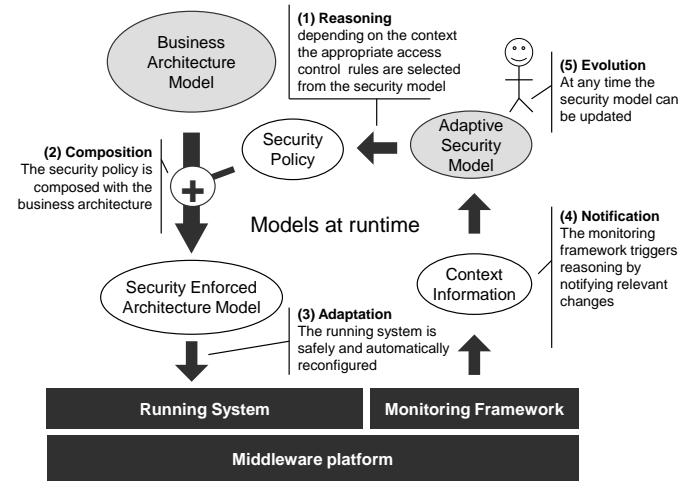 (1) Reasoning
depending on the context
the appropriate access
control rules are selected
from the security model
Business
Architecture
Model
(5) Evolution
At any time the
security model can
be updated
Adaptive
Security
Model
Security
Policy
(2) Composition
The security policy is
composed with the
business architecture
+
Models at runtime
(4) Notification
The monitoring
framework triggers
reasoning by
notifying relevant
changes
Context
Information
Security Enforced
Architecture Model
(3) Adaptation
The running system is
safely and automatically
reconfigured
Running System
Monitoring Framework
Middleware platform